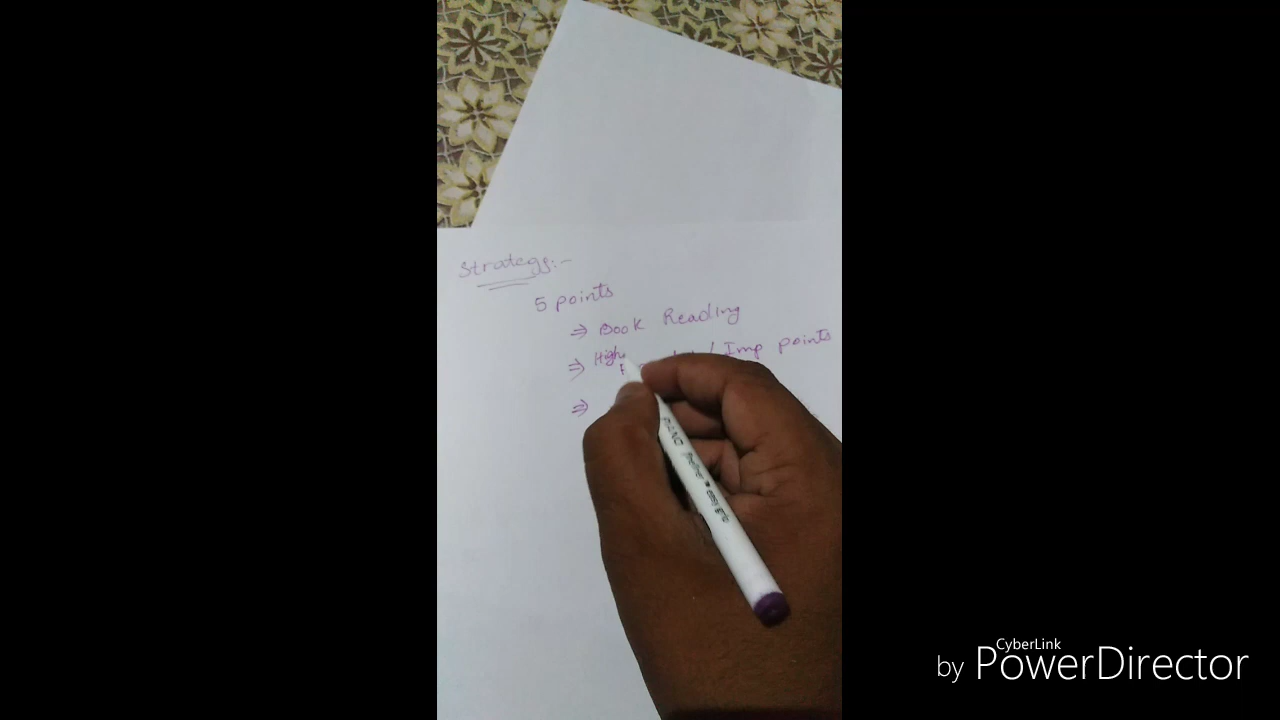 Strategy:-
5 points
⇒ Book Reading
⇒ High / Imp points
⇒
CyberLink
by PowerDirector